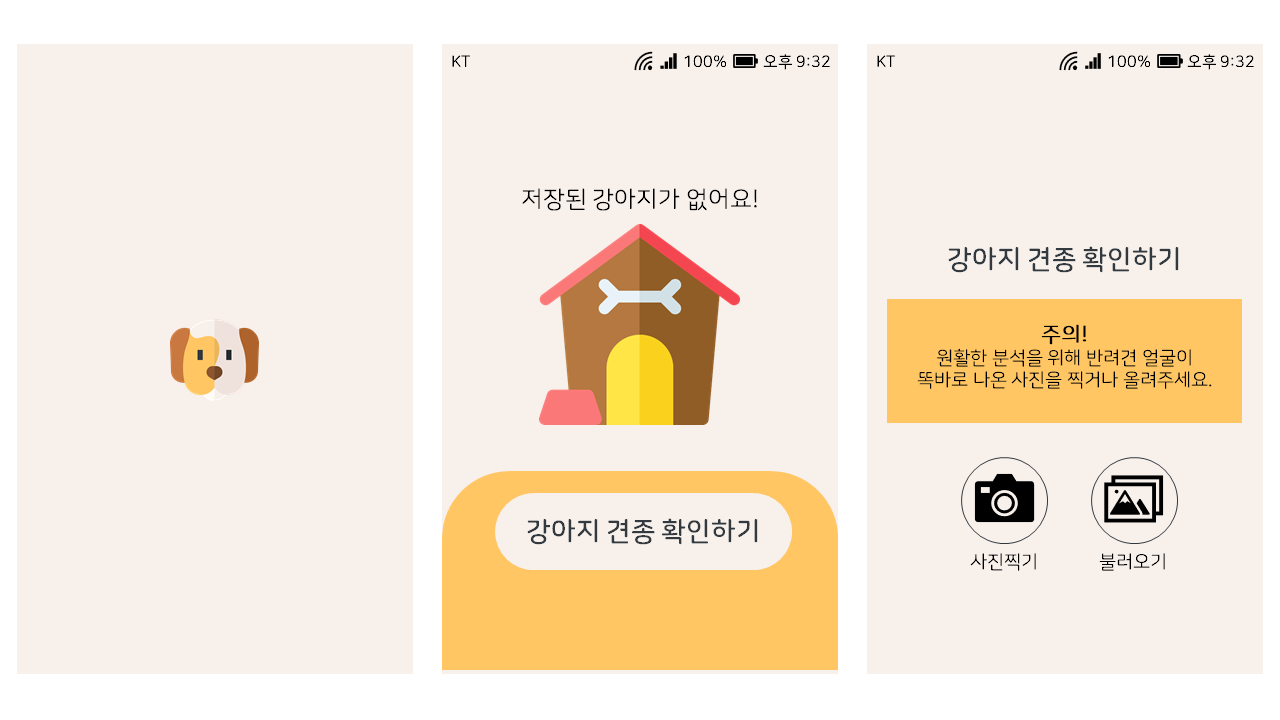 KT 100% 오후 9:32
저장된 강아지가 없어요!
강아지 견종 확인하기
KT 100% 오후 9:32
강아지 견종 확인하기
주의!
원활한 분석을 위해 반려견 얼굴이
똑바로 나온 사진을 찍거나 올려주세요.
사진찍기 불러오기